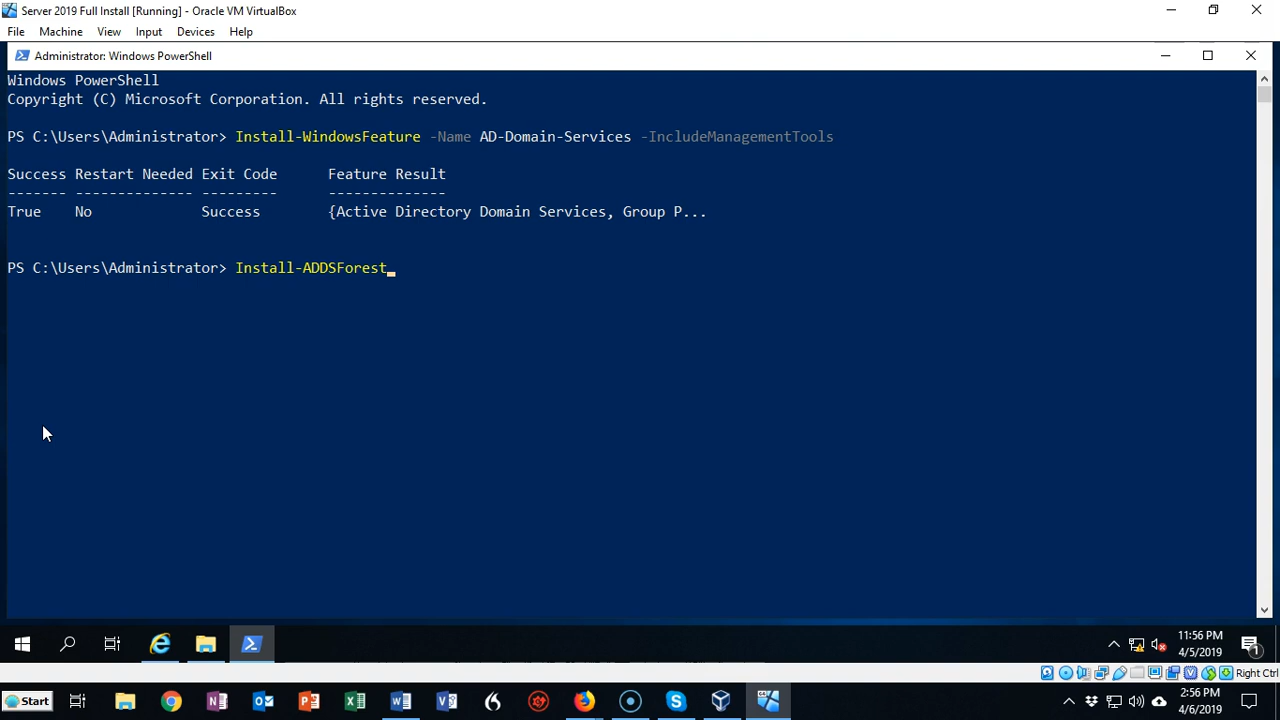 Server 2019 Full Install [Running] - Oracle VM VirtualBox
File Machine View Input Devices Help
Administrator: Windows PowerShell
Windows PowerShell
Copyright (C) Microsoft Corporation. All rights reserved.
PS C:\Users\Administrator> Install-WindowsFeature -Name AD-Domain-Services -IncludeManagementTools
Success Restart Needed Exit Code Feature Result
------- -------------- --------- --------------
True No Success {Active Directory Domain Services, Group P...
PS C:\Users\Administrator> Install-ADDSForest_
11:56 PM
4/5/2019
1
Right Ctrl
Start
2:56 PM
4/6/2019